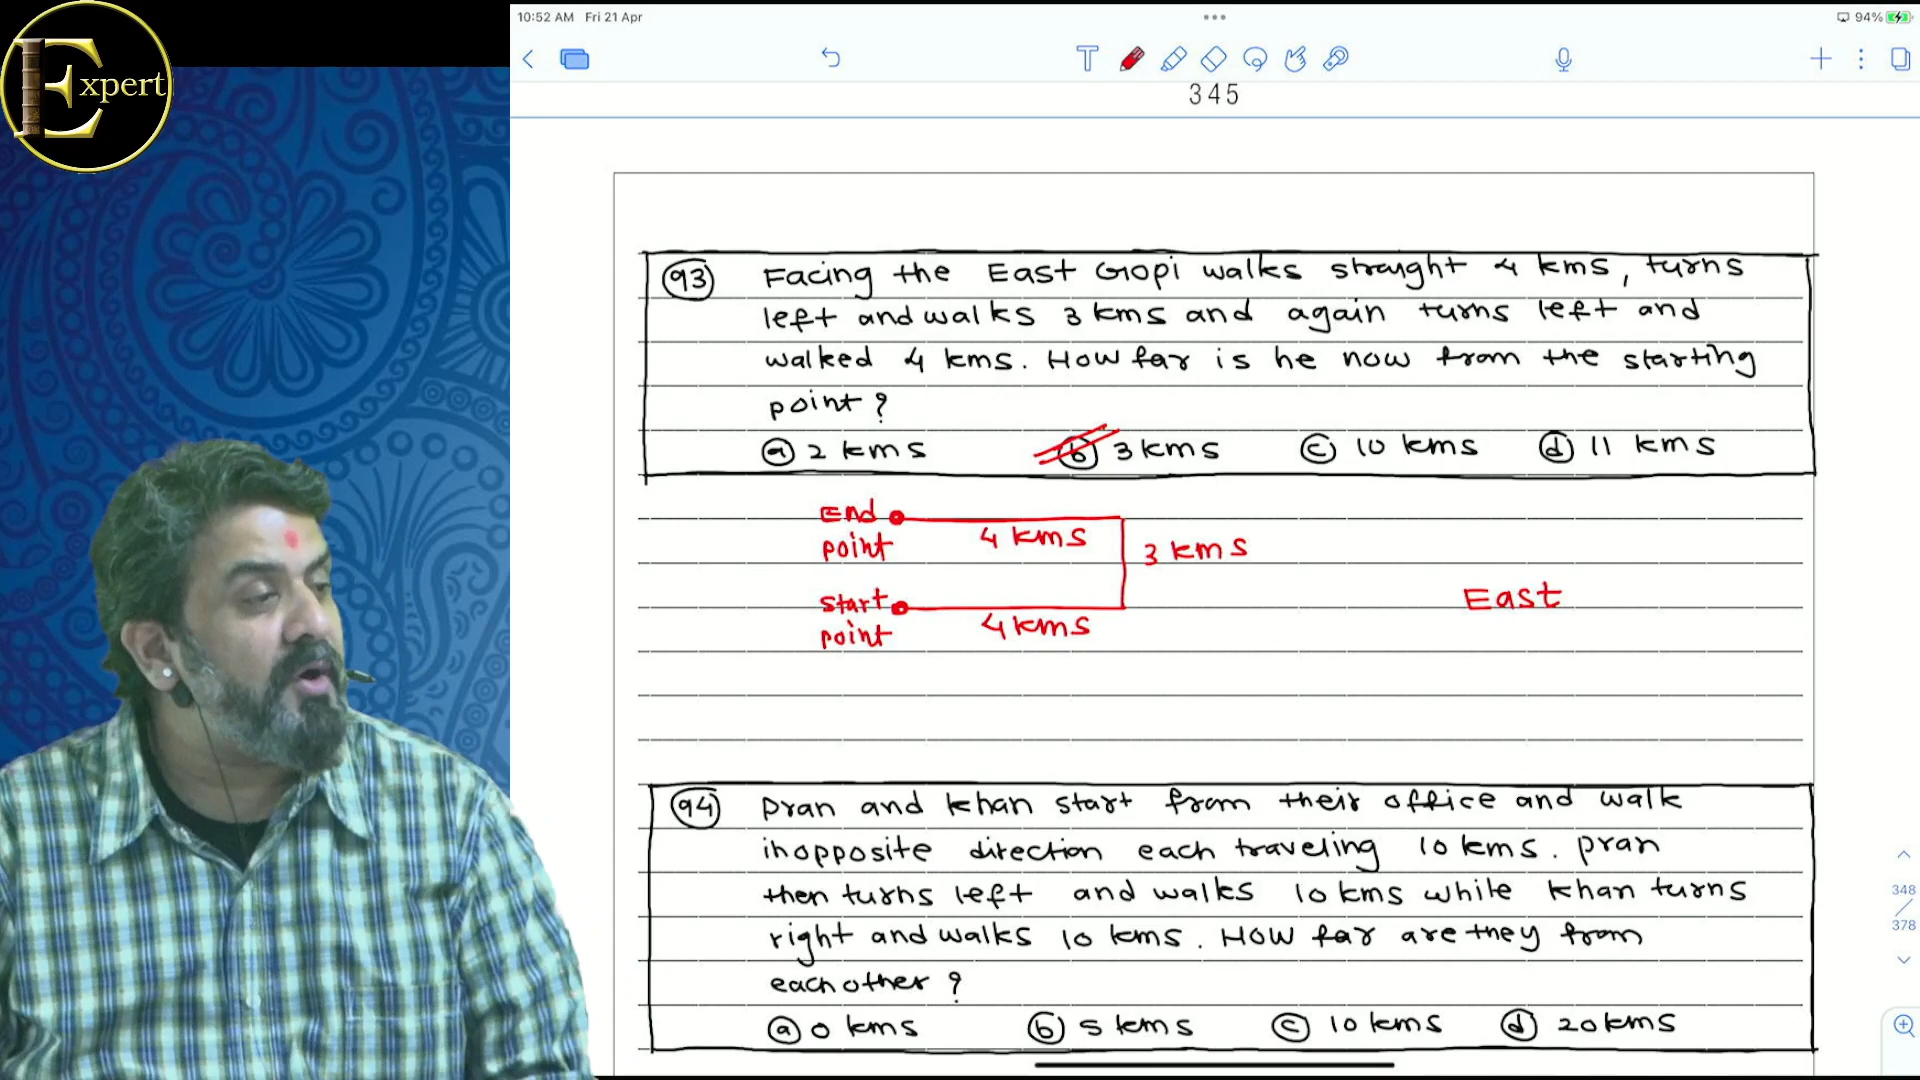 Expert
10:52 AM Fri 21 Apr
94%
345
93 Facing the East Gopi walks straight 4 kms, turns
left and walks 3 kms and again turns left and
walked 4 kms. How far is he now from the starting
point?
a 2 kms b 3 kms c 10 kms d 11 kms
End
point
4 kms
3 kms
start
point
4 kms
East
94 pran and khan start from their office and walk
in opposite direction each traveling 10 kms. pran
then turns left and walks 10 kms while khan turns
right and walks 10 kms. How far are they from
each other?
a 0 kms b 5 kms c 10 kms d 20 kms
348
378